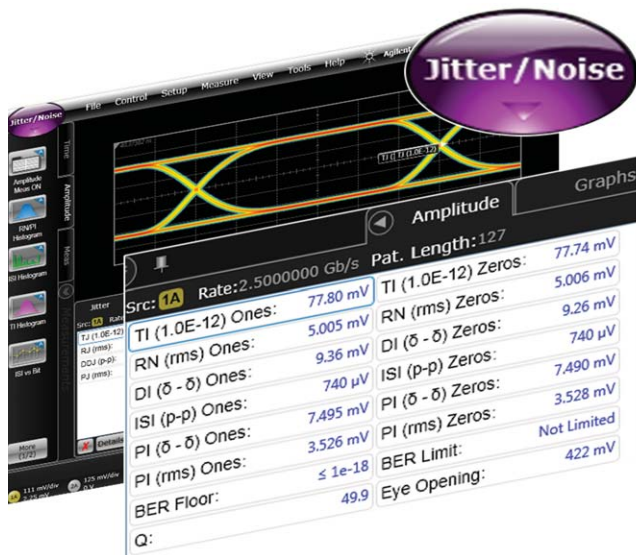 Jitter/Noise
Jitter/Noise
File Control Setup Measure View Tools Help Agilent
Amplitude
Meas ON
RN/PI
Histogram
ISI Histogram
TI Histogram
ISI vs Bit
More
(1/2)
Time
Amplitude
Meas
Measurements
TI (1.0E-12)
Jitter
Src: 1A
TJ (1.0E-12)
RJ (rms):
DDJ (p-p):
PJ (rms):
Details
111 mV/div
125 mV/div
0 V
Amplitude
Graphs
Src: 1A Rate:2.5000000 Gb/s Pat. Length:127
TI (1.0E-12) Ones: 77.80 mV
RN (rms) Ones: 5.005 mV
DI (δ - δ) Ones: 9.36 mV
ISI (p-p) Ones: 740 µV
PI (δ - δ) Ones: 7.495 mV
PI (rms) Ones: 3.526 mV
BER Floor: ≤ 1e-18
Q: 49.9
TI (1.0E-12) Zeros: 77.74 mV
RN (rms) Zeros: 5.006 mV
DI (δ - δ) Zeros: 9.26 mV
ISI (p-p) Zeros: 740 µV
PI (δ - δ) Zeros: 7.490 mV
PI (rms) Zeros: 3.528 mV
BER Limit: Not Limited
Eye Opening: 422 mV